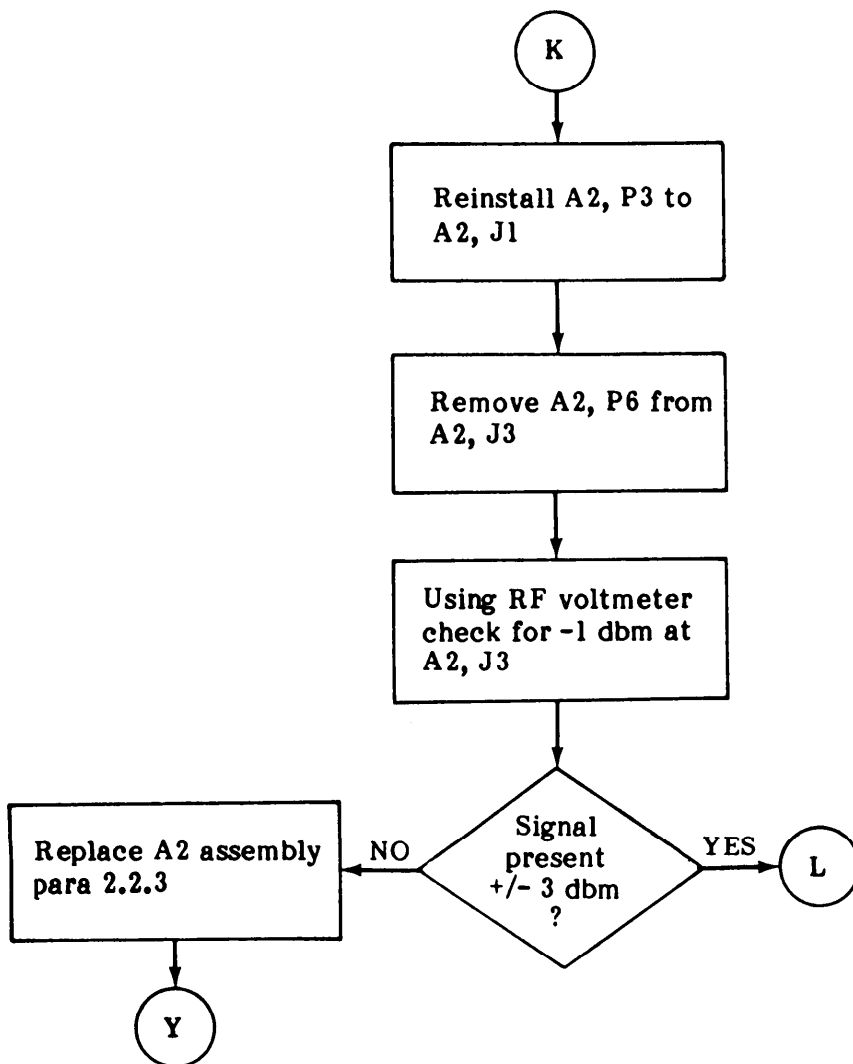 K
Reinstall A2, P3 to
A2, J1
Remove A2, P6 from
A2, J3
Using RF voltmeter
check for -1 dbm at
A2, J3
Signal
present
+/- 3 dbm
?
NO
YES
Replace A2 assembly
para 2.2.3
L
Y